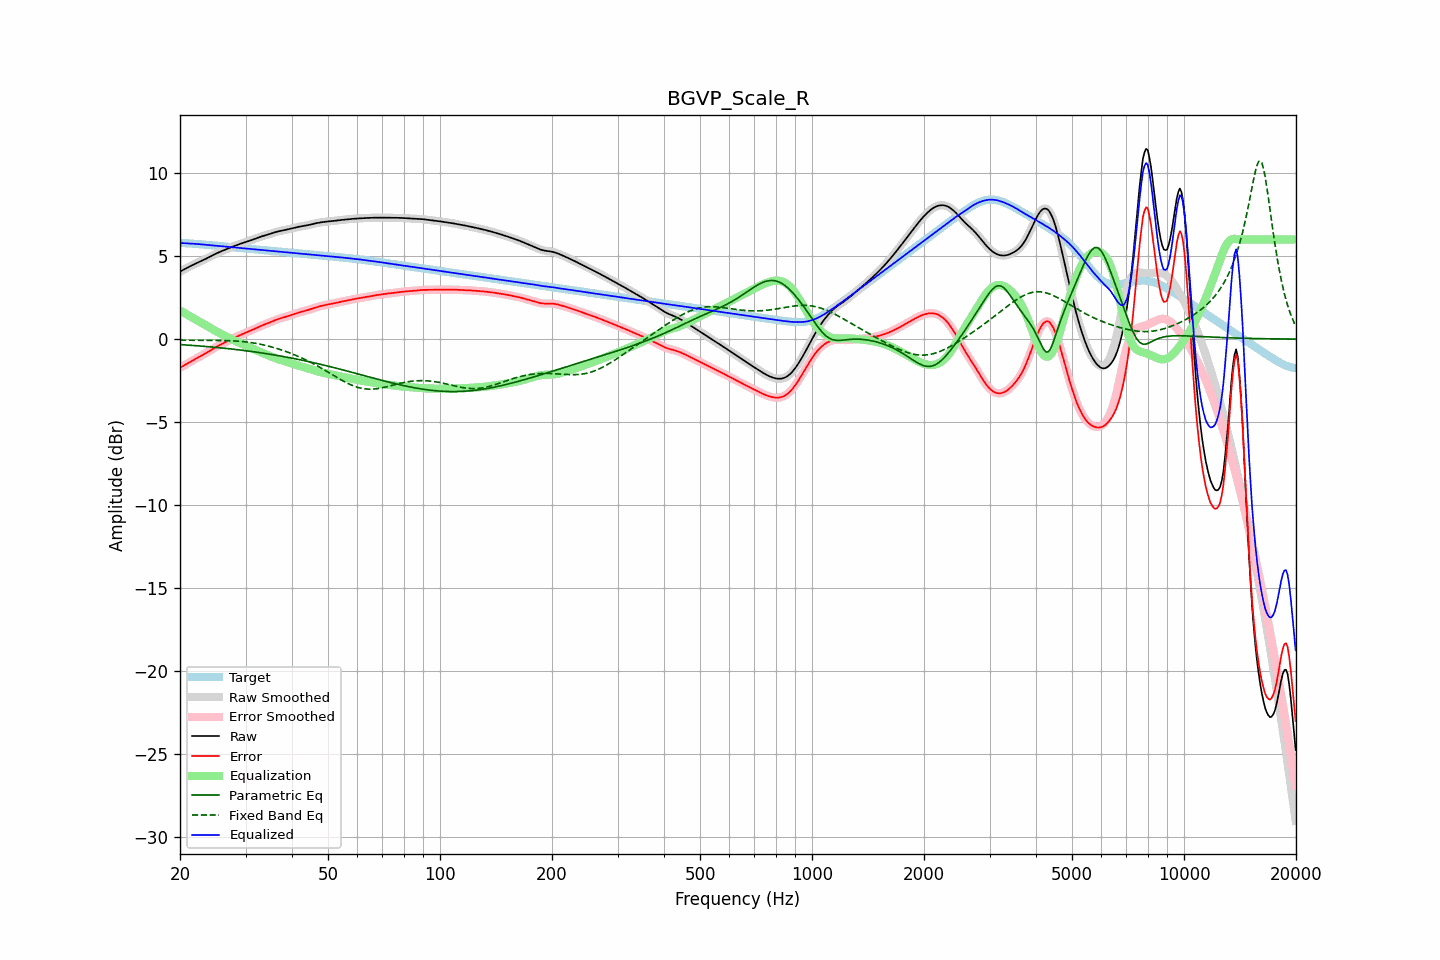 BGVP_Scale_R
Amplitude (dBr)
10
5
0
−5
−10
−15
−20
−25
−30
Target
Raw Smoothed
Error Smoothed
Raw
Error
Equalization
Parametric Eq
Fixed Band Eq
Equalized
20 50 100 200 500 1000 2000 5000 10000 20000
Frequency (Hz)